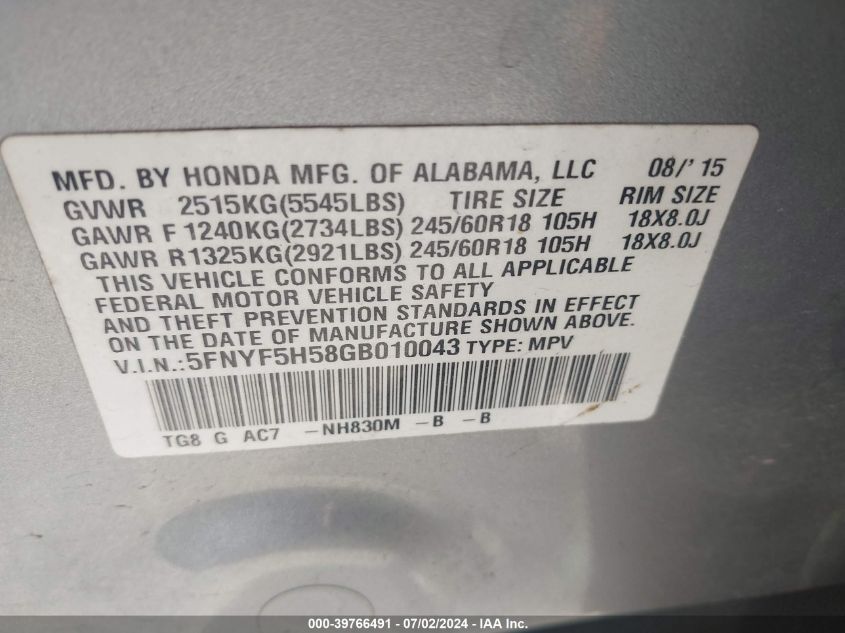 MFD. BY HONDA MFG. OF ALABAMA, LLC 08/' 15
GVWR 2515KG(5545LBS) TIRE SIZE RIM SIZE
GAWR F 1240KG(2734LBS) 245/60R18 105H 18X8.0J
GAWR R 1325KG(2921LBS) 245/60R18 105H 18X8.0J
THIS VEHICLE CONFORMS TO ALL APPLICABLE
FEDERAL MOTOR VEHICLE SAFETY
AND THEFT PREVENTION STANDARDS IN EFFECT
ON THE DATE OF MANUFACTURE SHOWN ABOVE.
V.I.N.:5FNYF5H58GB010043 TYPE: MPV
TG8 G AC7 -NH830M -B -B
000-39766491 - 07/02/2024 - IAA Inc.